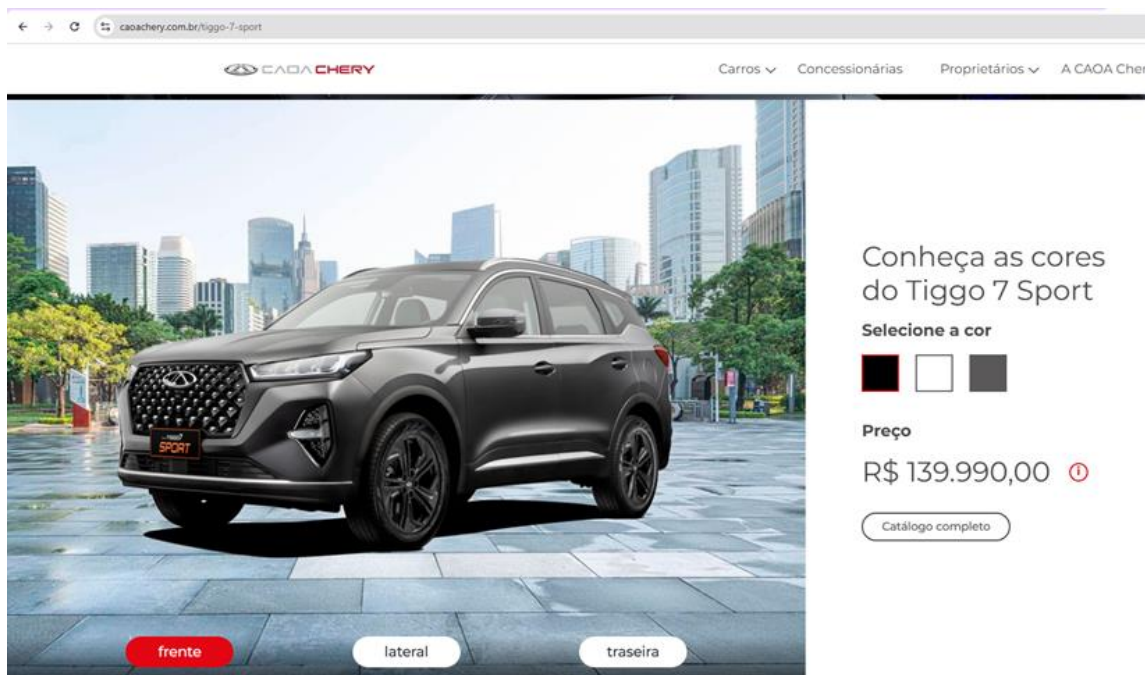 caoachery.com.br/tiggo-7-sport
CAOA CHERY
Carros
Concessionárias
Proprietários
A CAOA Cher
Conheça as cores
do Tiggo 7 Sport
Selecione a cor
Preço
R$ 139.990,00
Catálogo completo
SPORT
frente
lateral
traseira